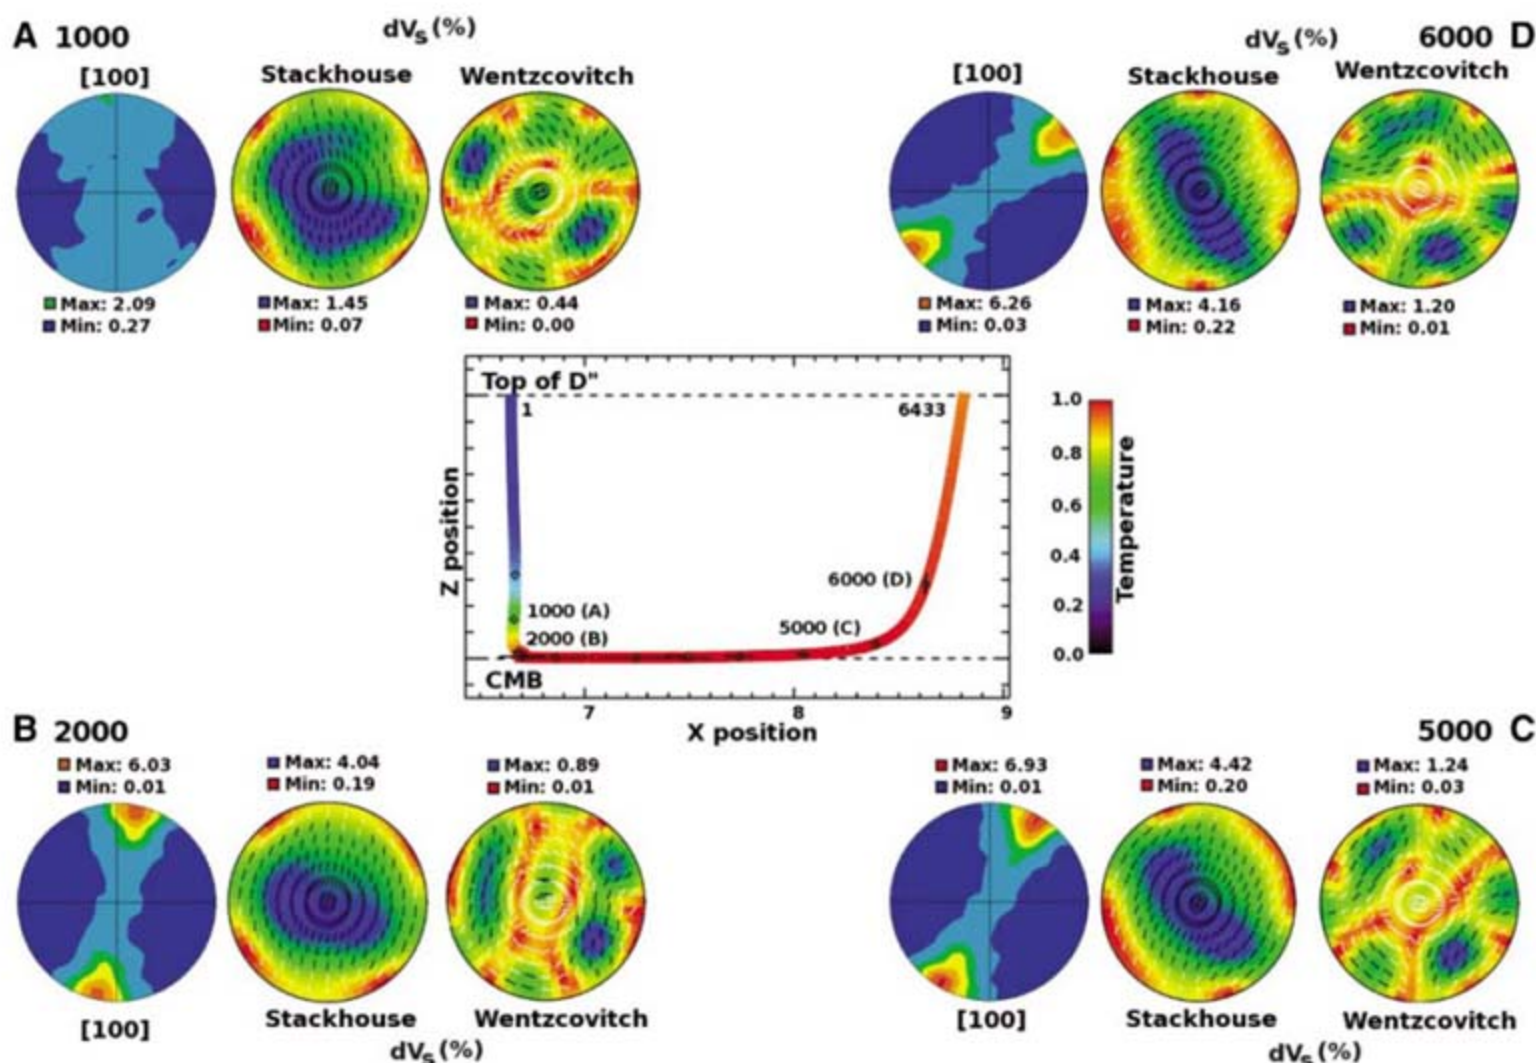 A 1000
dVS (%)
[100]
Stackhouse
Wentzcovitch
Max: 2.09
Min: 0.27
Max: 1.45
Min: 0.07
Max: 0.44
Min: 0.00
dVS (%)
6000 D
[100]
Stackhouse
Wentzcovitch
Max: 6.26
Min: 0.03
Max: 4.16
Min: 0.22
Max: 1.20
Min: 0.01
Top of D"
1
6433
Z position
1000 (A)
2000 (B)
5000 (C)
6000 (D)
CMB
7
8
9
X position
1.0
0.8
0.6
0.4
0.2
0.0
Temperature
B 2000
Max: 6.03
Min: 0.01
Max: 4.04
Min: 0.19
Max: 0.89
Min: 0.01
[100]
Stackhouse
Wentzcovitch
dVS (%)
5000 C
Max: 6.93
Min: 0.01
Max: 4.42
Min: 0.20
Max: 1.24
Min: 0.03
[100]
Stackhouse
Wentzcovitch
dVS (%)